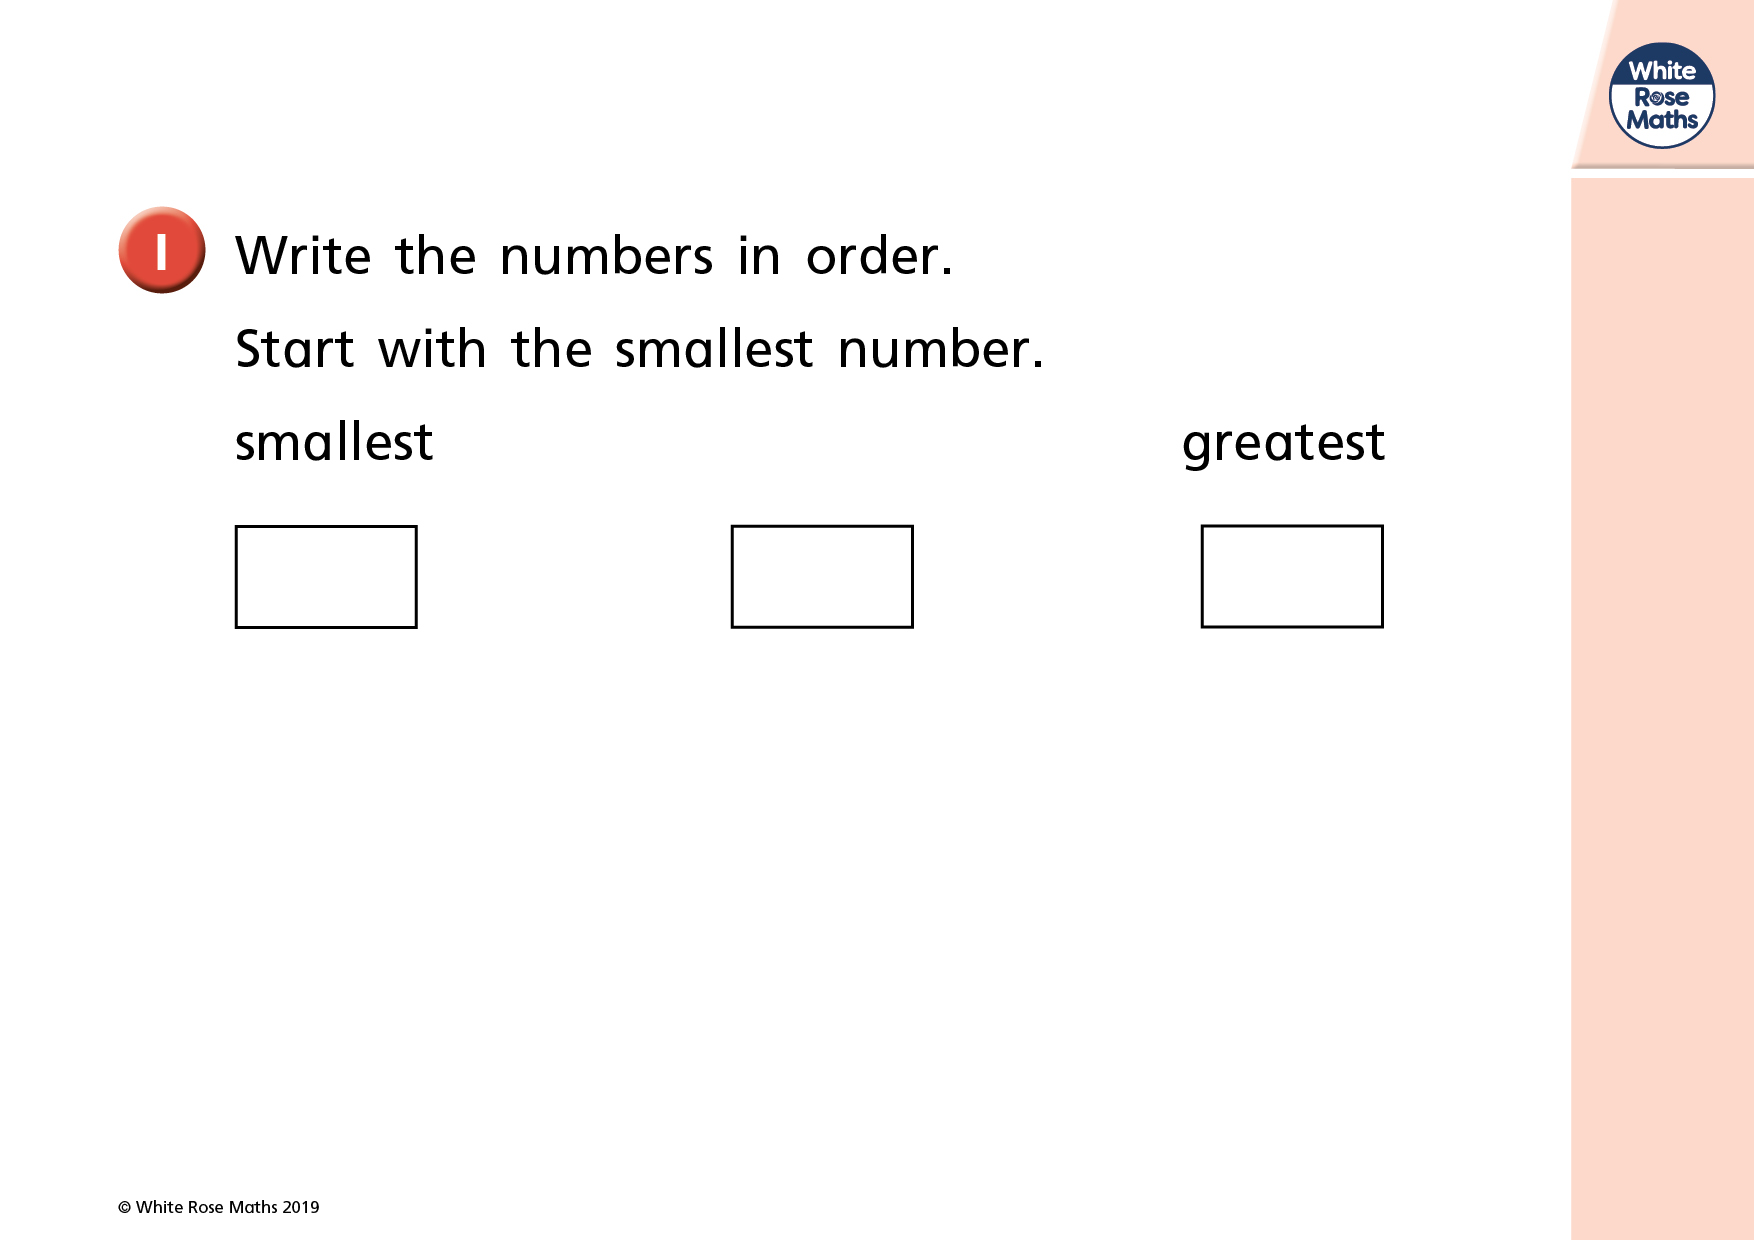 White
Rose
Maths
1 Write the numbers in order.
Start with the smallest number.
smallest greatest
© White Rose Maths 2019